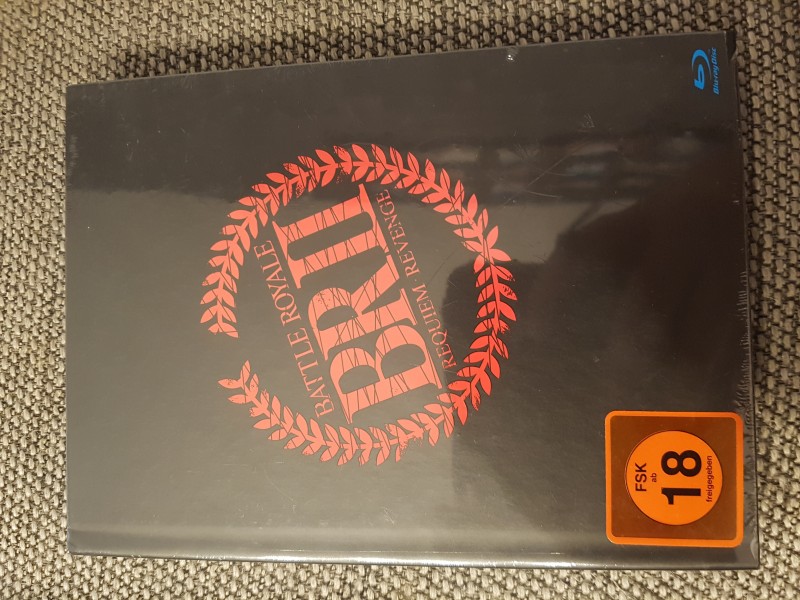 Blu-ray Disc
BATTLE ROYALE
BRII
REQUIEM REVENGE
FSK
ab
18
freigegeben